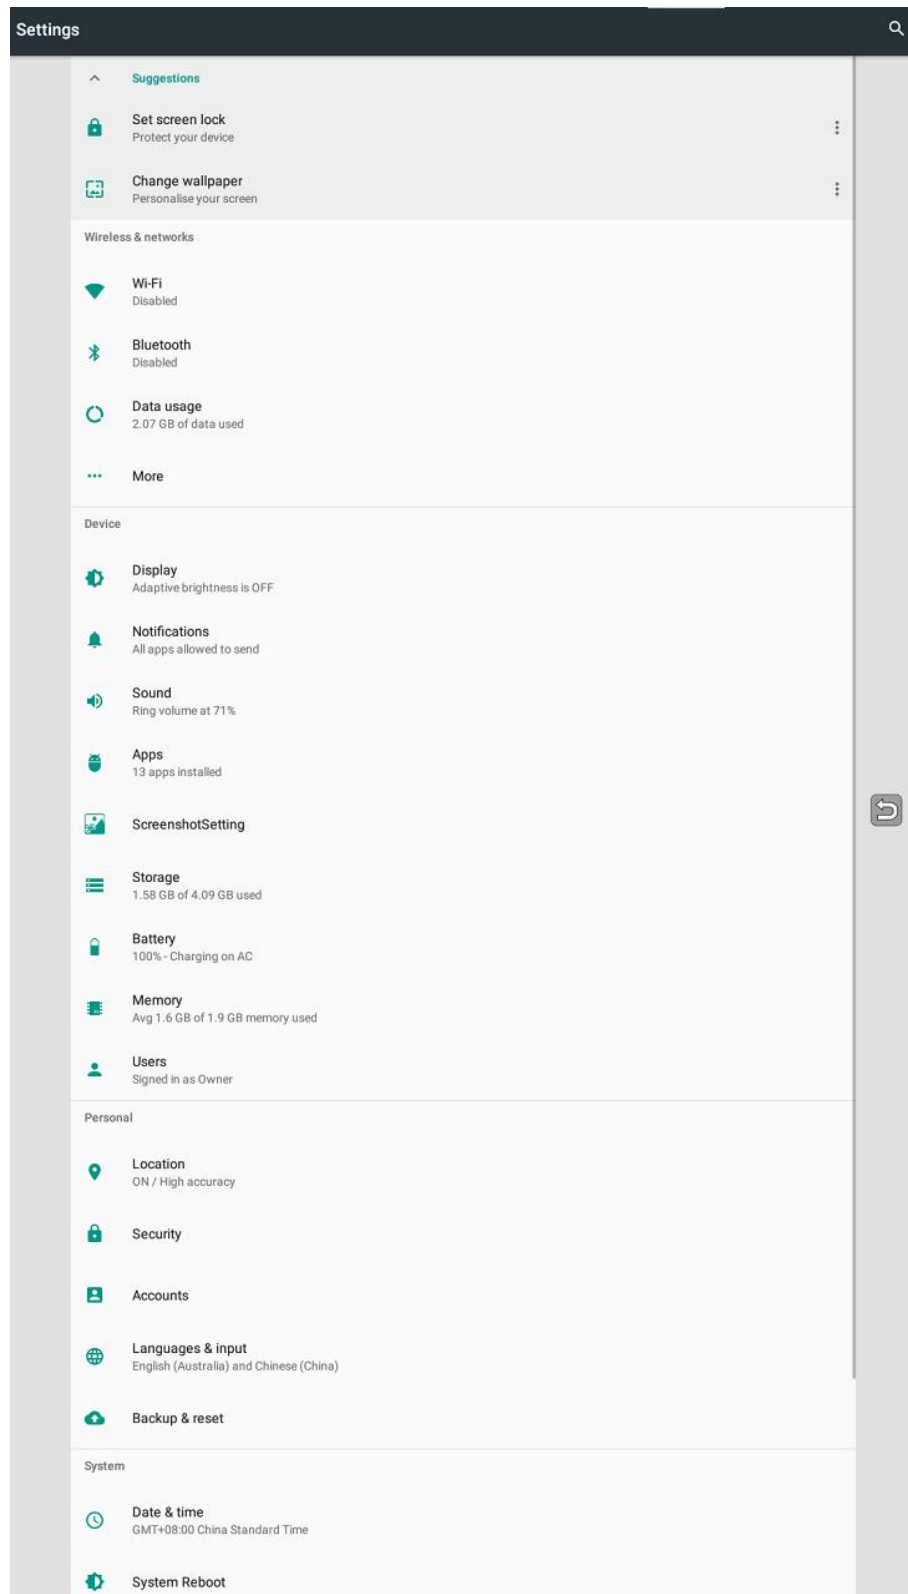 Settings
Suggestions
Set screen lock
Protect your device
Change wallpaper
Personalise your screen
Wireless & networks
Wi-Fi
Disabled
Bluetooth
Disabled
Data usage
2.07 GB of data used
More
Device
Display
Adaptive brightness is OFF
Notifications
All apps allowed to send
Sound
Ring volume at 71%
Apps
13 apps installed
ScreenshotSetting
Storage
1.58 GB of 4.09 GB used
Battery
100% - Charging on AC
Memory
Avg 1.6 GB of 1.9 GB memory used
Users
Signed in as Owner
Personal
Location
ON / High accuracy
Security
Accounts
Languages & input
English (Australia) and Chinese (China)
Backup & reset
System
Date & time
GMT+08:00 China Standard Time
System Reboot